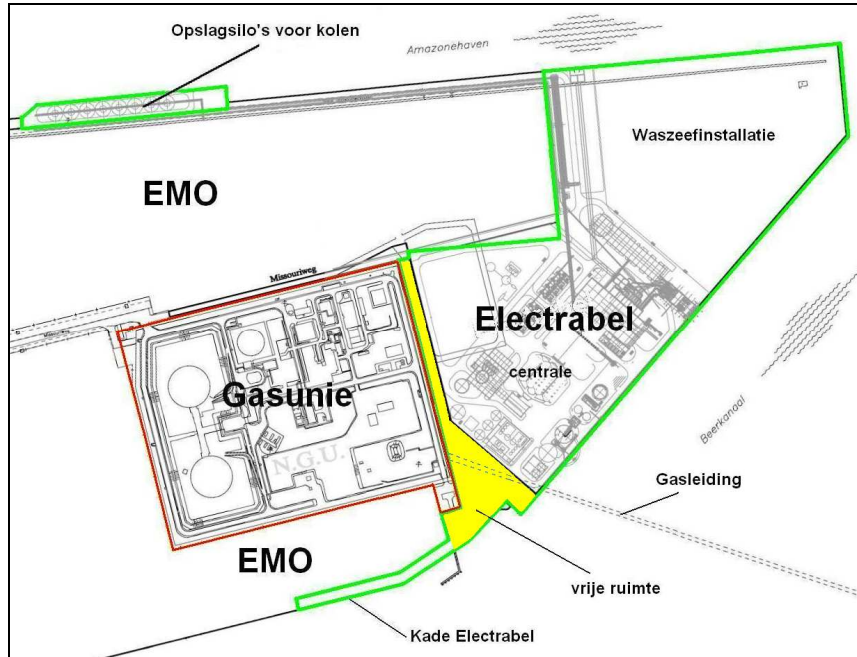 Opslagsilo's voor kolen
Amazonehaven
Waszeefinstallatie
EMO
Missouriweg
Electrabel
centrale
Gasunie
N.G.U.
Beerkanaal
Gasleiding
EMO
vrije ruimte
Kade Electrabel